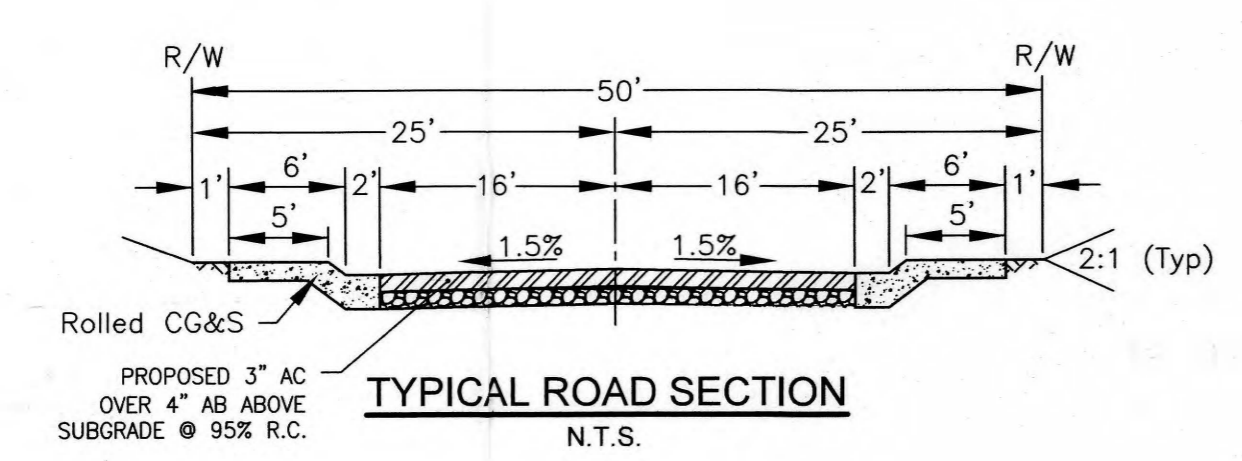 R/W R/W
50'
25' 25'
1' 6' 2' 16' 16' 2' 6' 1'
5' 5'
1.5% 1.5%
2:1 (Typ)
Rolled CG&S
PROPOSED 3" AC
OVER 4" AB ABOVE
SUBGRADE @ 95% R.C.
TYPICAL ROAD SECTION
N.T.S.